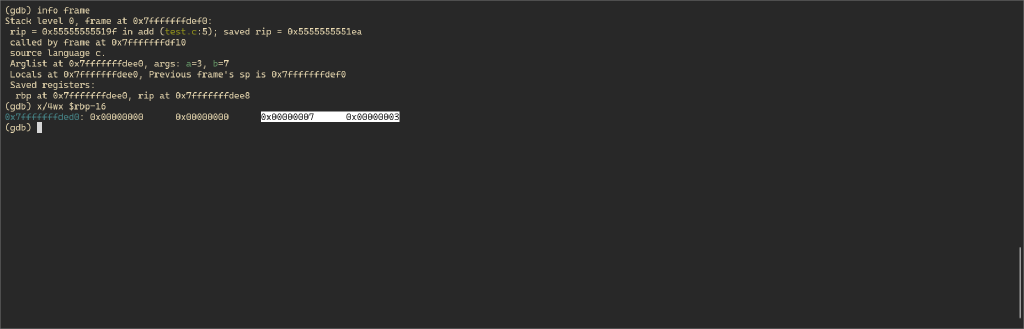 (gdb) info frame
Stack level 0, frame at 0x7fffffffdef0:
 rip = 0x55555555519f in add (test.c:5); saved rip = 0x5555555551ea
 called by frame at 0x7fffffffdf10
 source language c.
 Arglist at 0x7fffffffdee0, args: a=3, b=7
 Locals at 0x7fffffffdee0, Previous frame's sp is 0x7fffffffdef0
 Saved registers:
  rbp at 0x7fffffffdee0, rip at 0x7fffffffdee8
(gdb) x/4wx $rbp-16
0x7fffffffded0: 0x00000000      0x00000000      0x00000007      0x00000003
(gdb)